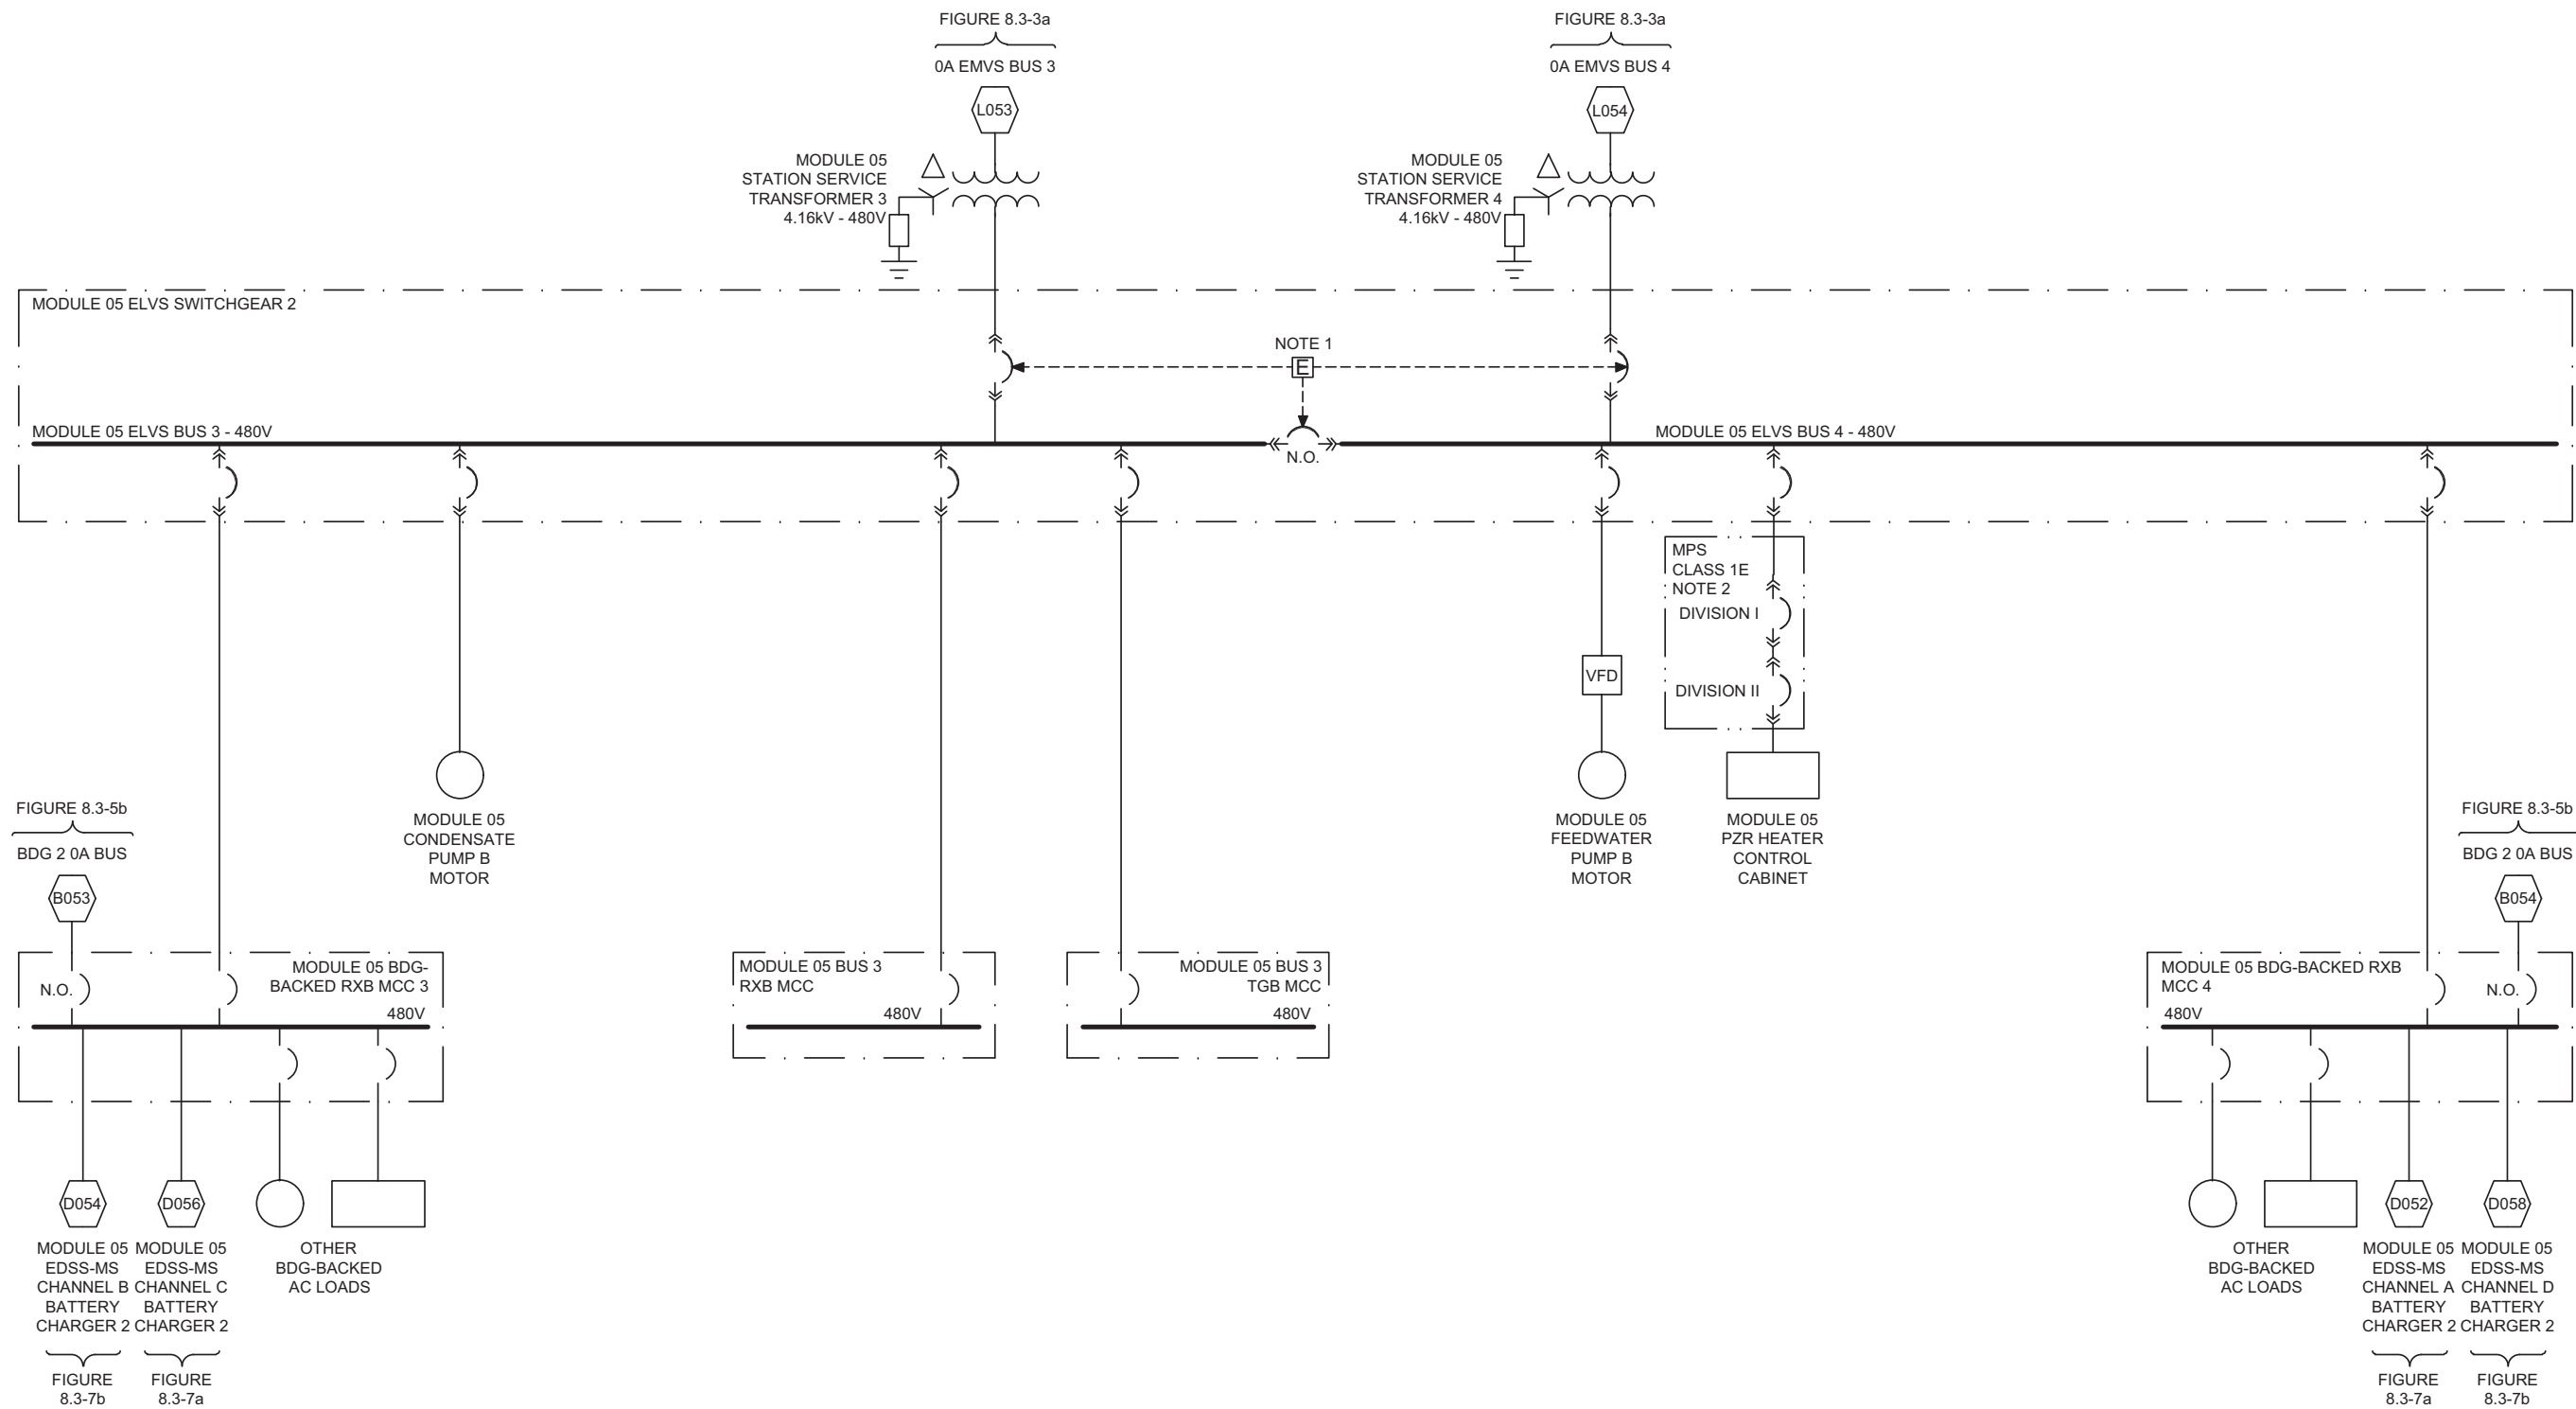 FIGURE 8.3-3a
0A EMVS BUS 3
L053
MODULE 05
STATION SERVICE
TRANSFORMER 3
4.16kV - 480V
FIGURE 8.3-3a
0A EMVS BUS 4
L054
MODULE 05
STATION SERVICE
TRANSFORMER 4
4.16kV - 480V
MODULE 05 ELVS SWITCHGEAR 2
NOTE 1
E
MODULE 05 ELVS BUS 3 - 480V
N.O.
MODULE 05 ELVS BUS 4 - 480V
MPS
CLASS 1E
NOTE 2
DIVISION I
DIVISION II
VFD
MODULE 05
CONDENSATE
PUMP B
MOTOR
MODULE 05
FEEDWATER
PUMP B
MOTOR
MODULE 05
PZR HEATER
CONTROL
CABINET
FIGURE 8.3-5b
BDG 2 0A BUS
B053
N.O.
MODULE 05 BDG-
BACKED RXB MCC 3
480V
MODULE 05 BUS 3
RXB MCC
480V
MODULE 05 BUS 3
TGB MCC
480V
FIGURE 8.3-5b
BDG 2 0A BUS
B054
MODULE 05 BDG-BACKED RXB
MCC 4
N.O.
480V
D054
MODULE 05
EDSS-MS
CHANNEL B
BATTERY
CHARGER 2
FIGURE
8.3-7b
D056
MODULE 05
EDSS-MS
CHANNEL C
BATTERY
CHARGER 2
FIGURE
8.3-7a
OTHER
BDG-BACKED
AC LOADS
OTHER
BDG-BACKED
AC LOADS
D052
MODULE 05
EDSS-MS
CHANNEL A
BATTERY
CHARGER 2
FIGURE
8.3-7a
D058
MODULE 05
EDSS-MS
CHANNEL D
BATTERY
CHARGER 2
FIGURE
8.3-7b